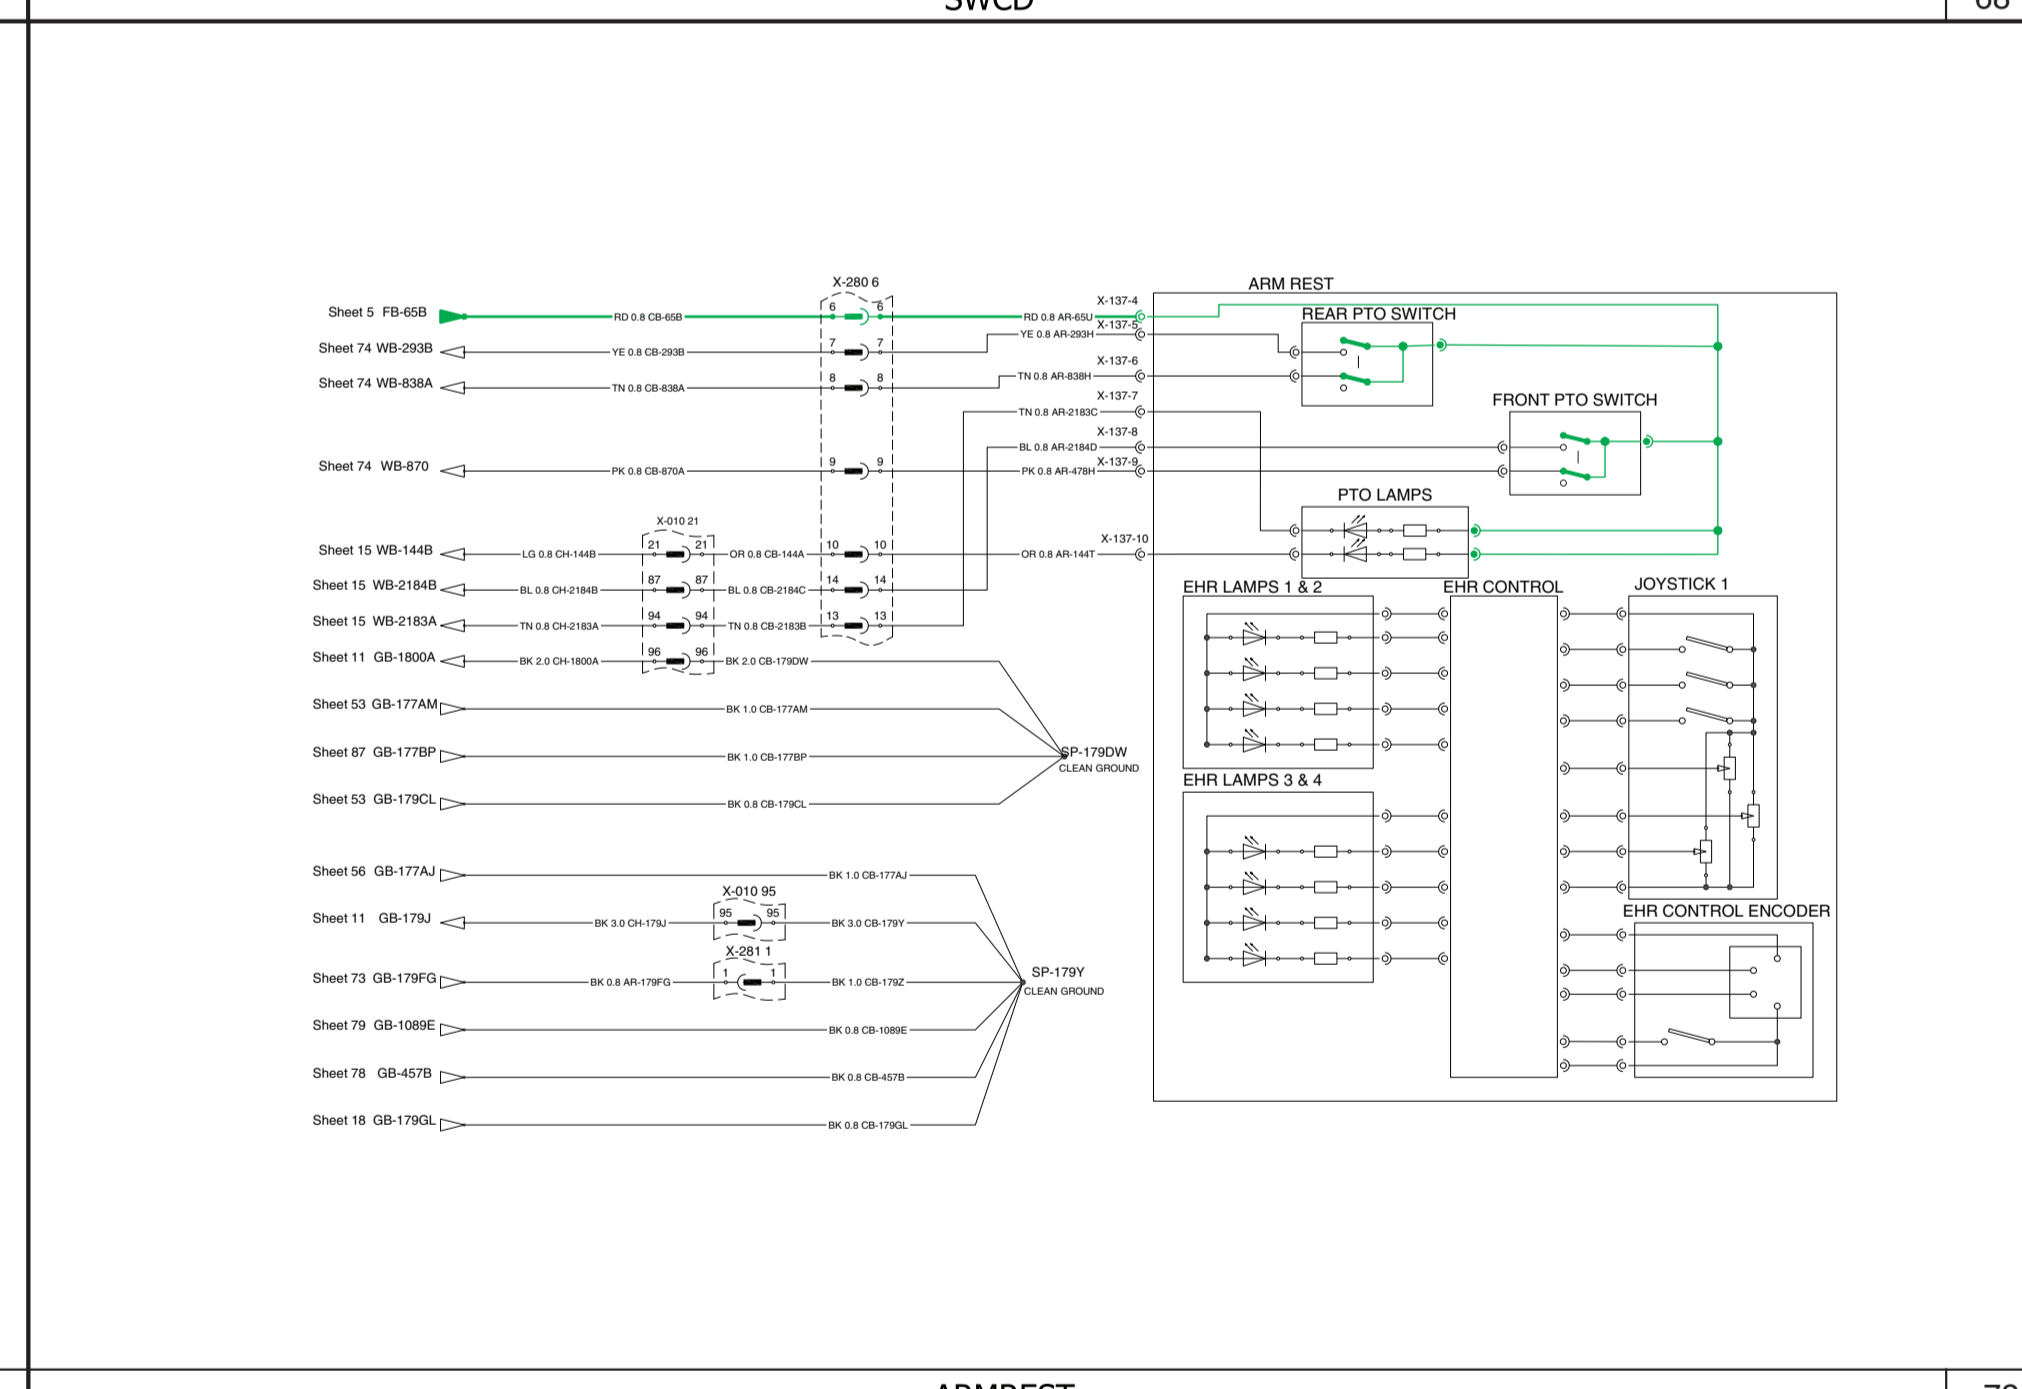 SWCD
68
X-280 6
ARM REST
Sheet 5 FB-65B
6 6
X-137-4
RD 0.8 CB-65B
RD 0.8 AR-65U
REAR PTO SWITCH
X-137-5
YE 0.8 AR-293H
Sheet 74 WB-293B
7 7
YE 0.8 CB-293B
X-137-6
Sheet 74 WB-838A
8 8
TN 0.8 AR-838H
TN 0.8 CB-838A
X-137-7
FRONT PTO SWITCH
TN 0.8 AR-2183C
X-137-8
BL 0.8 AR-2184D
Sheet 74 WB-870
9 9
X-137-9
PK 0.8 CB-870A
PK 0.8 AR-478H
PTO LAMPS
X-010 21
X-137-10
Sheet 15 WB-144B
21 21
10 10
LG 0.8 CH-144B
OR 0.8 CB-144A
OR 0.8 AR-144T
Sheet 15 WB-2184B
87 87
14 14
EHR LAMPS 1 & 2
EHR CONTROL
JOYSTICK 1
BL 0.8 CH-2184B
BL 0.8 CB-2184C
Sheet 15 WB-2183A
94 94
13 13
TN 0.8 CH-2183A
TN 0.8 CB-2183B
Sheet 11 GB-1800A
96 96
BK 2.0 CH-1800A
BK 2.0 CB-179DW
Sheet 53 GB-177AM
BK 1.0 CB-177AM
Sheet 87 GB-177BP
BK 1.0 CB-177BP
SP-179DW
CLEAN GROUND
EHR LAMPS 3 & 4
Sheet 53 GB-179CL
BK 0.8 CB-179CL
Sheet 56 GB-177AJ
BK 1.0 CB-177AJ
X-010 95
Sheet 11 GB-179J
95 95
BK 3.0 CH-179J
BK 3.0 CB-179Y
EHR CONTROL ENCODER
X-281 1
Sheet 73 GB-179FG
1 1
BK 0.8 AR-179FG
BK 1.0 CB-179Z
SP-179Y
CLEAN GROUND
Sheet 79 GB-1089E
BK 0.8 CB-1089E
Sheet 78 GB-457B
BK 0.8 CB-457B
Sheet 18 GB-179GL
BK 0.8 CB-179GL
ARMREST